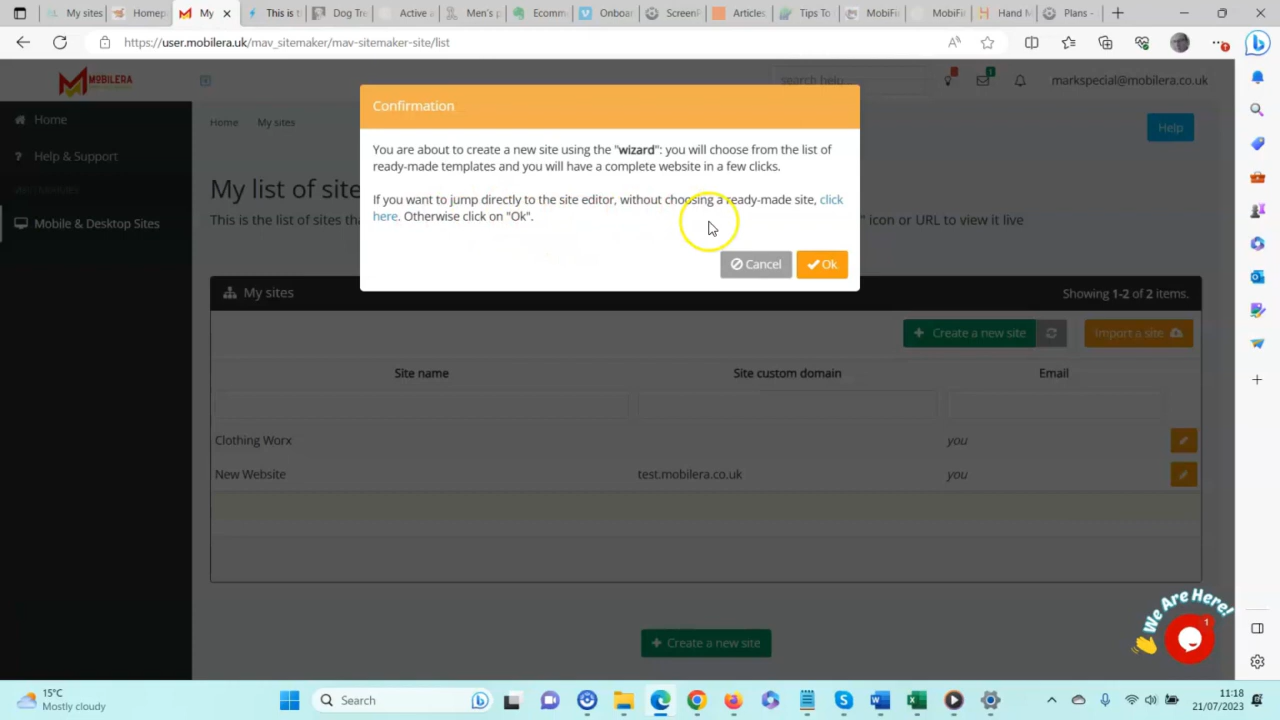 My sites
Homep
My
This is t
Dog Tre
Active a
Men's p
Ecomm
Onboar
ScreenF
Articles
Tips To
MobiFi
MobiFit
Hand M
Plans -
https://user.mobilera.uk/mav_sitemaker/mav-sitemaker-site/list
MOBILERA
search help
1
markspecial@mobilera.co.uk
Home
Help & Support
Mobile & Desktop Sites
Home
My sites
Help
My list of site
This is the list of sites tha
" icon or URL to view it live
Confirmation
You are about to create a new site using the "wizard": you will choose from the list of
ready-made templates and you will have a complete website in a few clicks.
If you want to jump directly to the site editor, without choosing a ready-made site, click
here. Otherwise click on "Ok".
Cancel
Ok
My sites
Showing 1-2 of 2 items.
Create a new site
Import a site
Site name
Site custom domain
Email
Clothing Worx
you
New Website
test.mobilera.co.uk
you
Create a new site
We Are Here!
1
15°C
Mostly cloudy
Search
11:18
21/07/2023